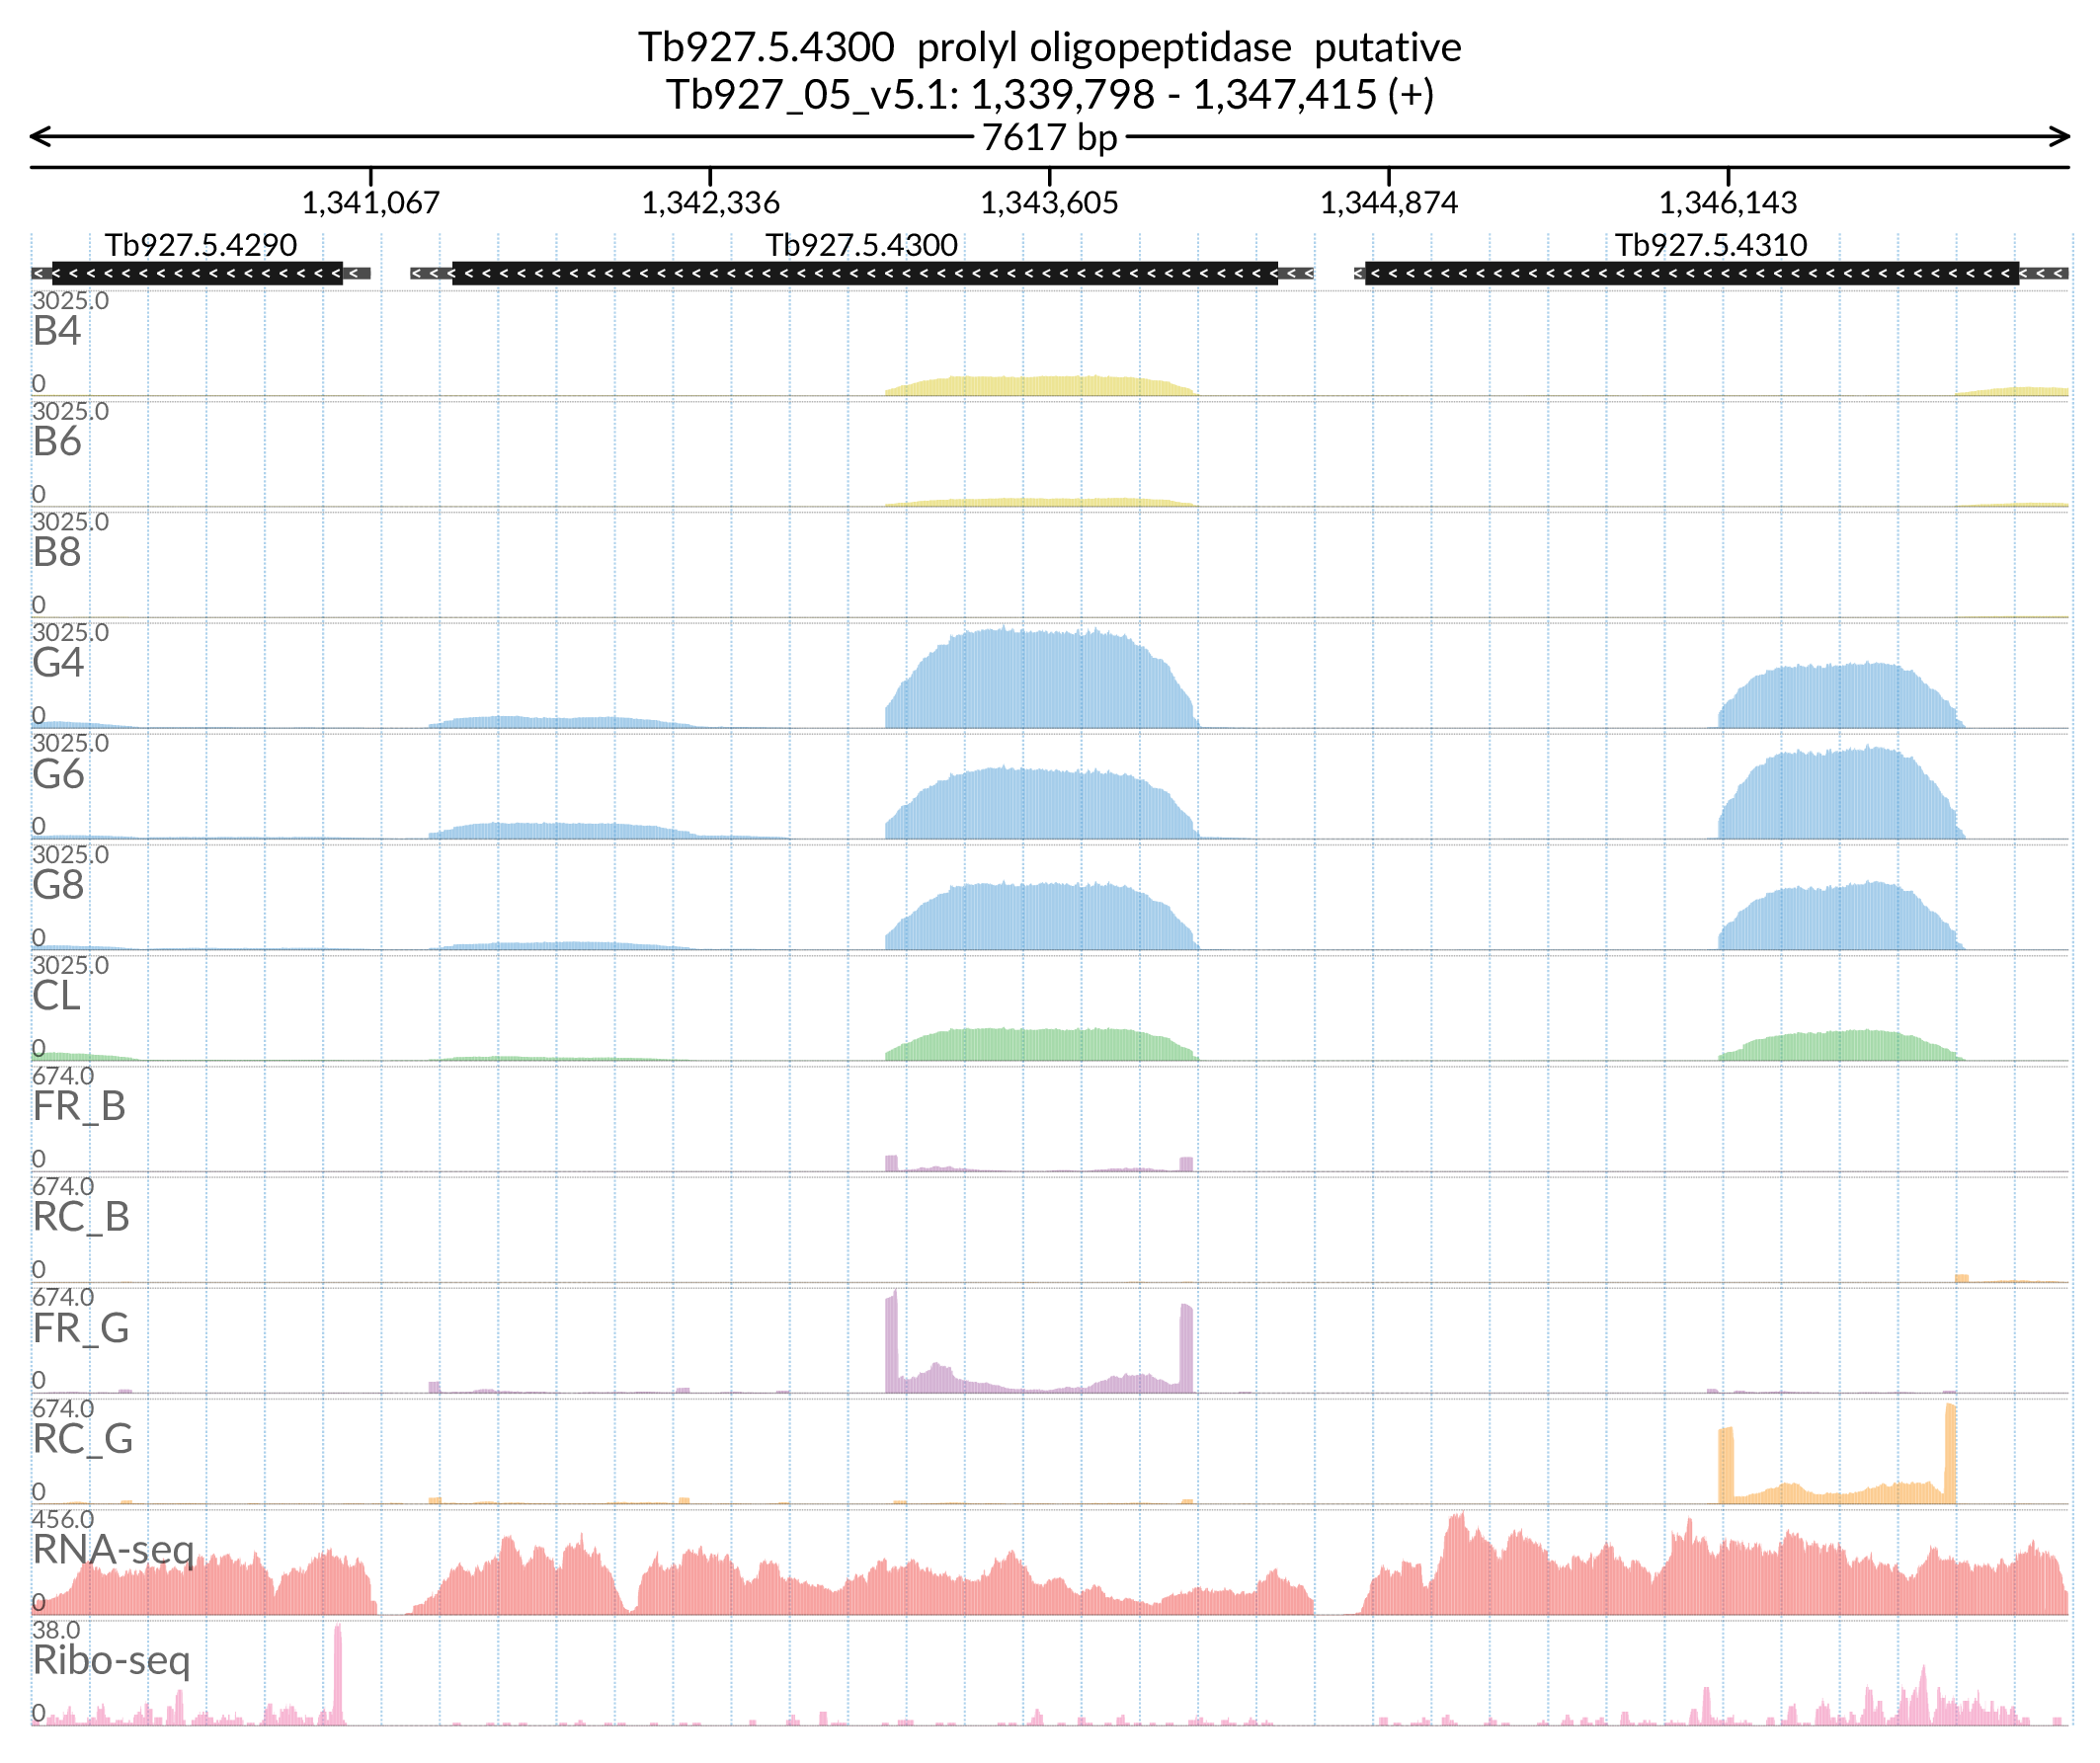 Tb927.5.4300  prolyl oligopeptidase  putative
Tb927_05_v5.1: 1,339,798 - 1,347,415 (+)
7617 bp
1,341,067 1,342,336 1,343,605 1,344,874 1,346,143
Tb927.5.4290 Tb927.5.4300 Tb927.5.4310
3025.0
B4
0
3025.0
B6
0
3025.0
B8
0
3025.0
G4
0
3025.0
G6
0
3025.0
G8
0
3025.0
CL
0
674.0
FR_B
0
674.0
RC_B
0
674.0
FR_G
0
674.0
RC_G
0
456.0
RNA-seq
0
38.0
Ribo-seq
0